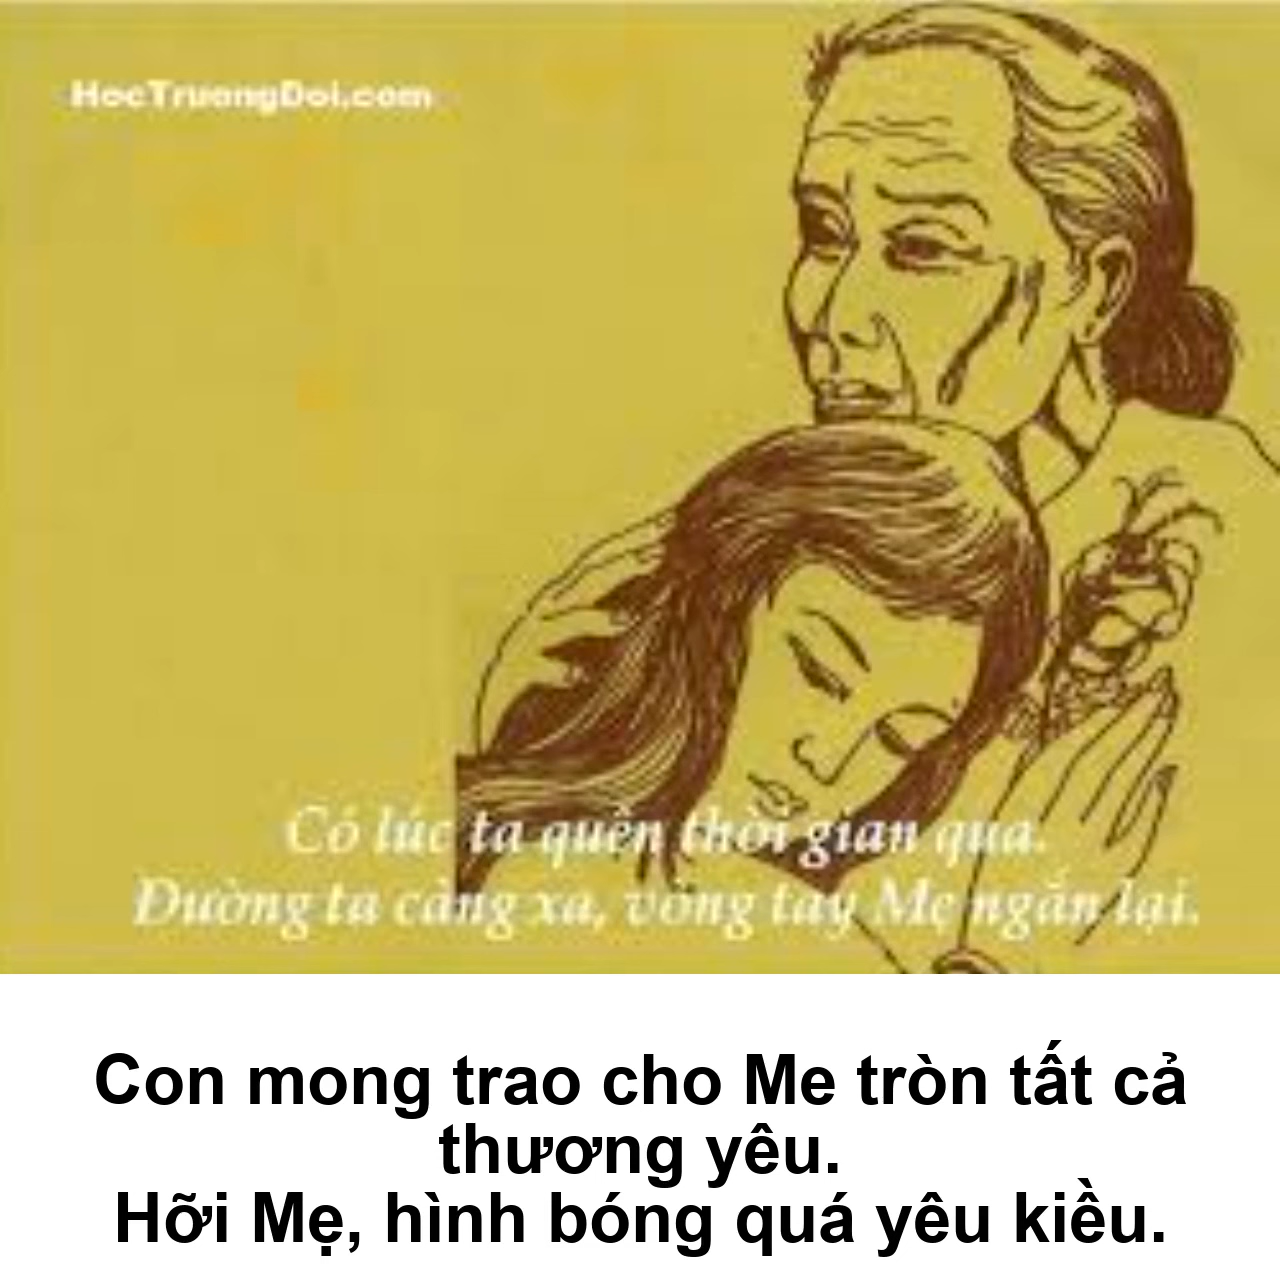 HocTruongDoi.com
Có lúc ta quên thời gian qua.
Đường ta càng xa, vòng tay Mẹ ngắn lại.
Con mong trao cho Me tròn tất cả
thương yêu.
Hỡi Mẹ, hình bóng quá yêu kiều.